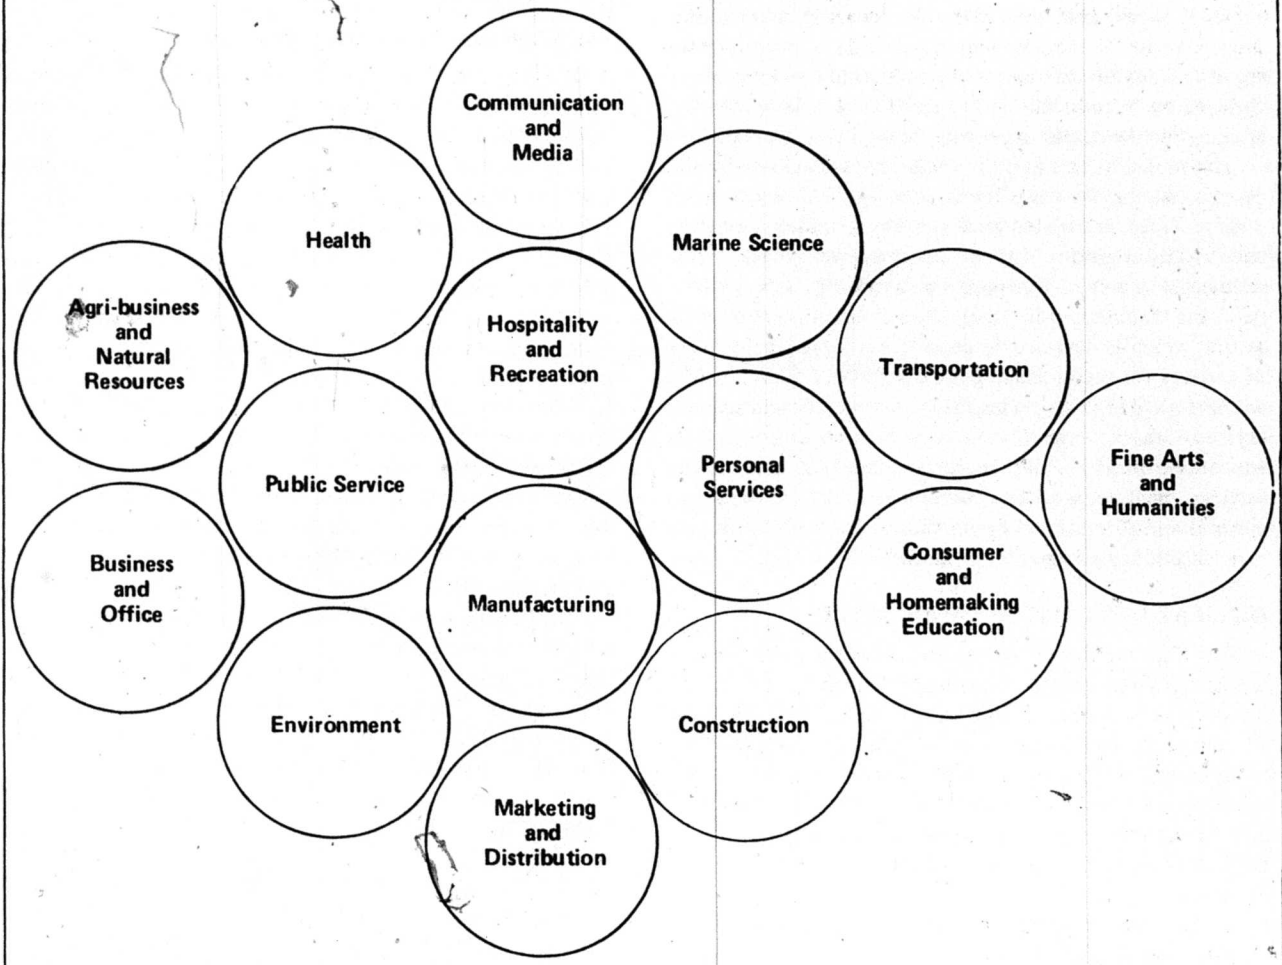 Communication
and
Media
Health
Marine Science
Agri-business
and
Natural
Resources
Hospitality
and
Recreation
Transportation
Public Service
Personal
Services
Fine Arts
and
Humanities
Business
and
Office
Manufacturing
Consumer
and
Homemaking
Education
Environment
Construction
Marketing
and
Distribution